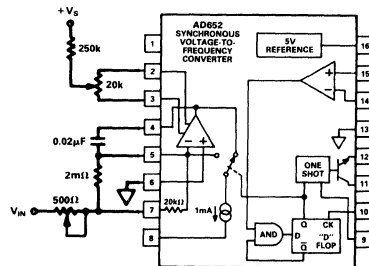 +VS
250k
20k
0.02µF
2mΩ
500Ω
VIN
AD652
SYNCHRONOUS
VOLTAGE-TO-
FREQUENCY
CONVERTER
5V
REFERENCE
1
2
3
4
5
6
7
8
16
15
14
13
12
11
10
9
+
−
−
+
20kΩ
1mA
ONE
SHOT
AND
Q
CK
D
"D"
FLOP
Q̅